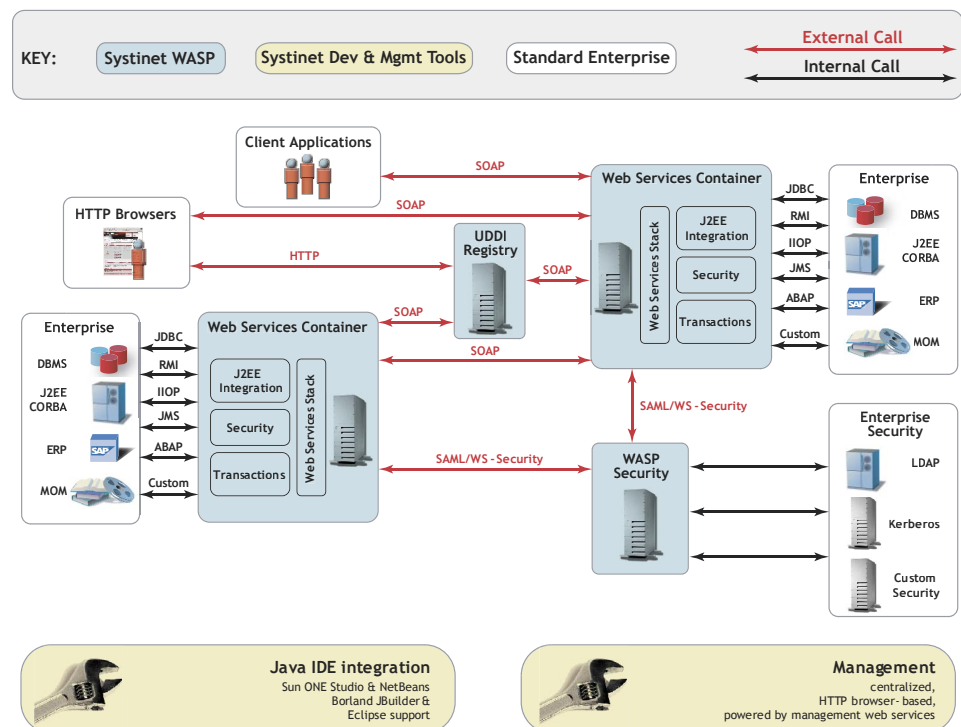 KEY:
Systinet WASP
Systinet Dev & Mgmt Tools
Standard Enterprise
External Call
Internal Call
Client Applications
SOAP
Web Services Container
Web Services Stack
J2EE
Integration
Security
Transactions
JDBC
RMI
IIOP
JMS
ABAP
Custom
Enterprise
DBMS
J2EE
CORBA
SAP
ERP
MOM
HTTP Browsers
SOAP
HTTP
UDDI
Registry
SOAP
SOAP
SOAP
Enterprise
DBMS
J2EE
CORBA
ERP
SAP
MOM
JDBC
RMI
IIOP
JMS
ABAP
Custom
Web Services Container
J2EE
Integration
Security
Transactions
Web Services Stack
SAML/WS - Security
SAML/WS - Security
WASP
Security
Enterprise
Security
LDAP
Kerberos
Custom
Security
Java IDE integration
Sun ONE Studio & NetBeans
Borland JBuilder &
Eclipse support
Management
centralized,
HTTP browser- based,
powered by management web services